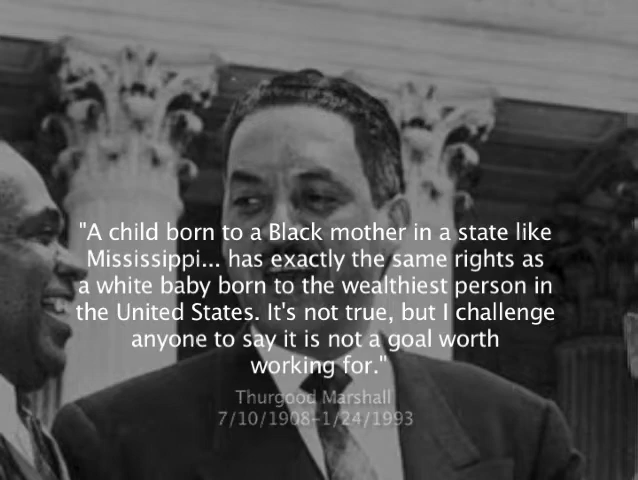 "A child born to a Black mother in a state like
Mississippi... has exactly the same rights as
a white baby born to the wealthiest person in
the United States. It's not true, but I challenge
anyone to say it is not a goal worth
working for."
Thurgood Marshall
7/10/1908-1/24/1993